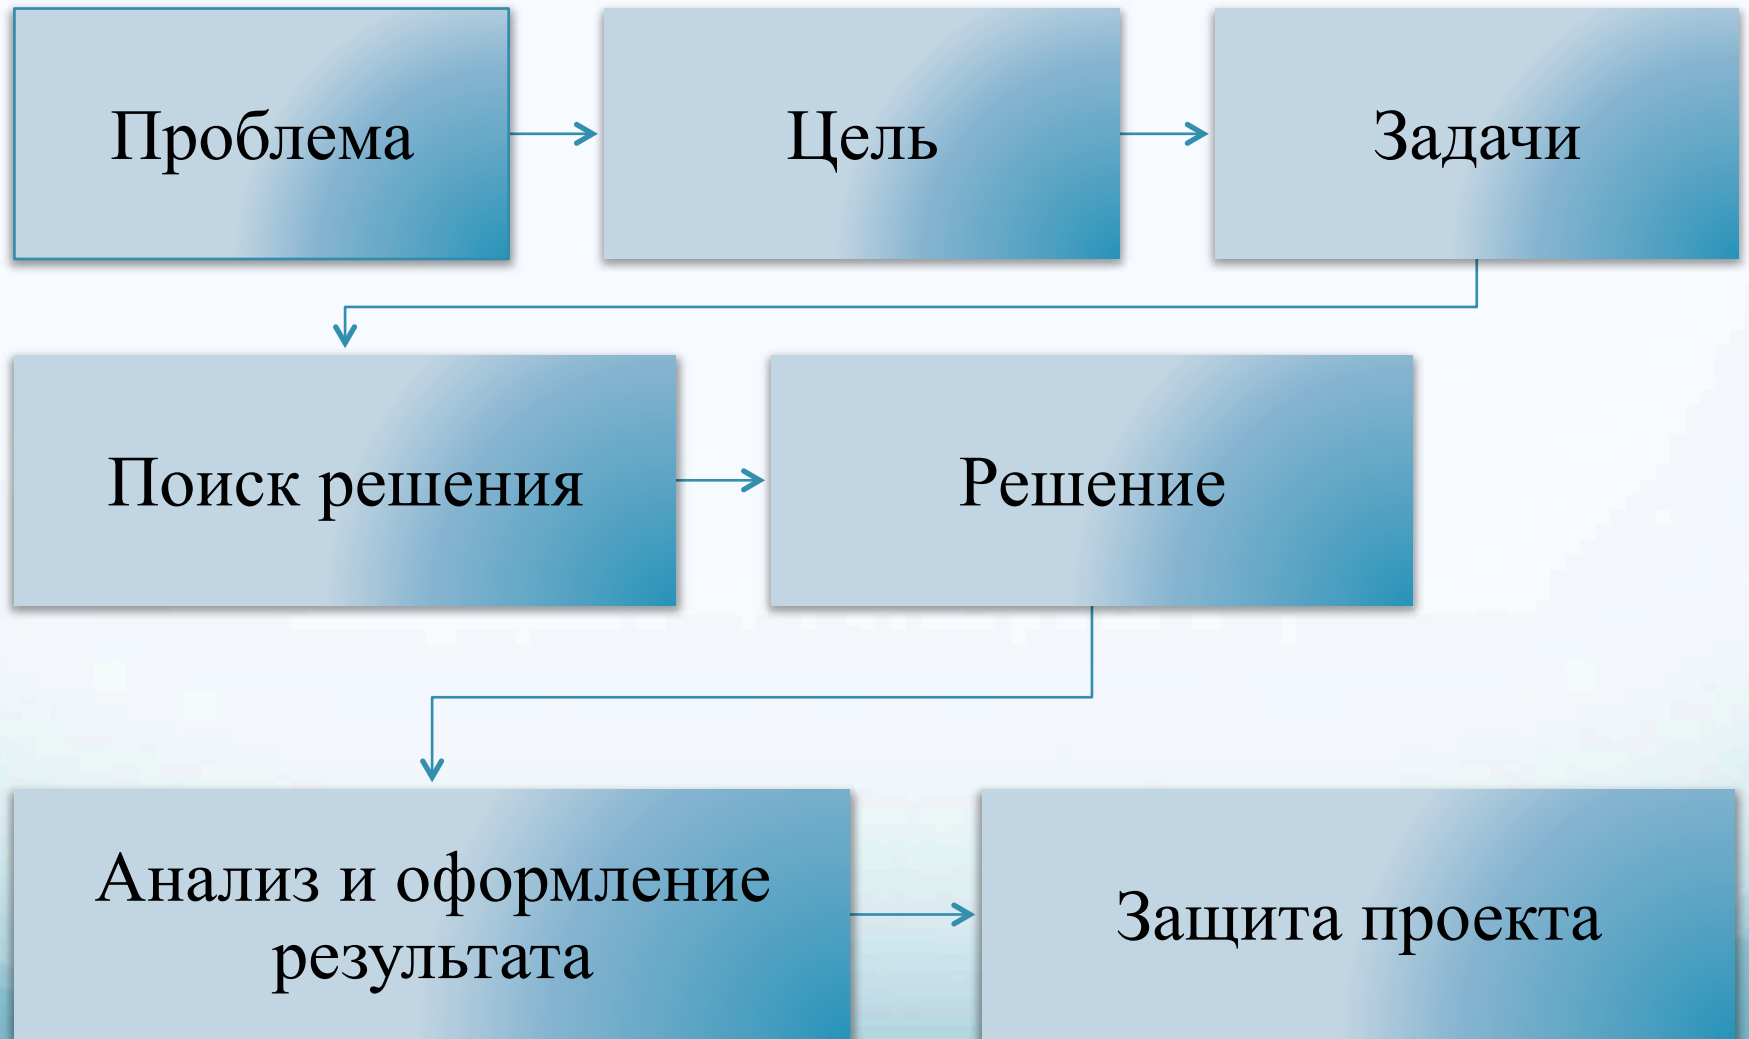 Проблема
Цель
Задачи
Поиск решения
Решение
Анализ и оформление
результата
Защита проекта